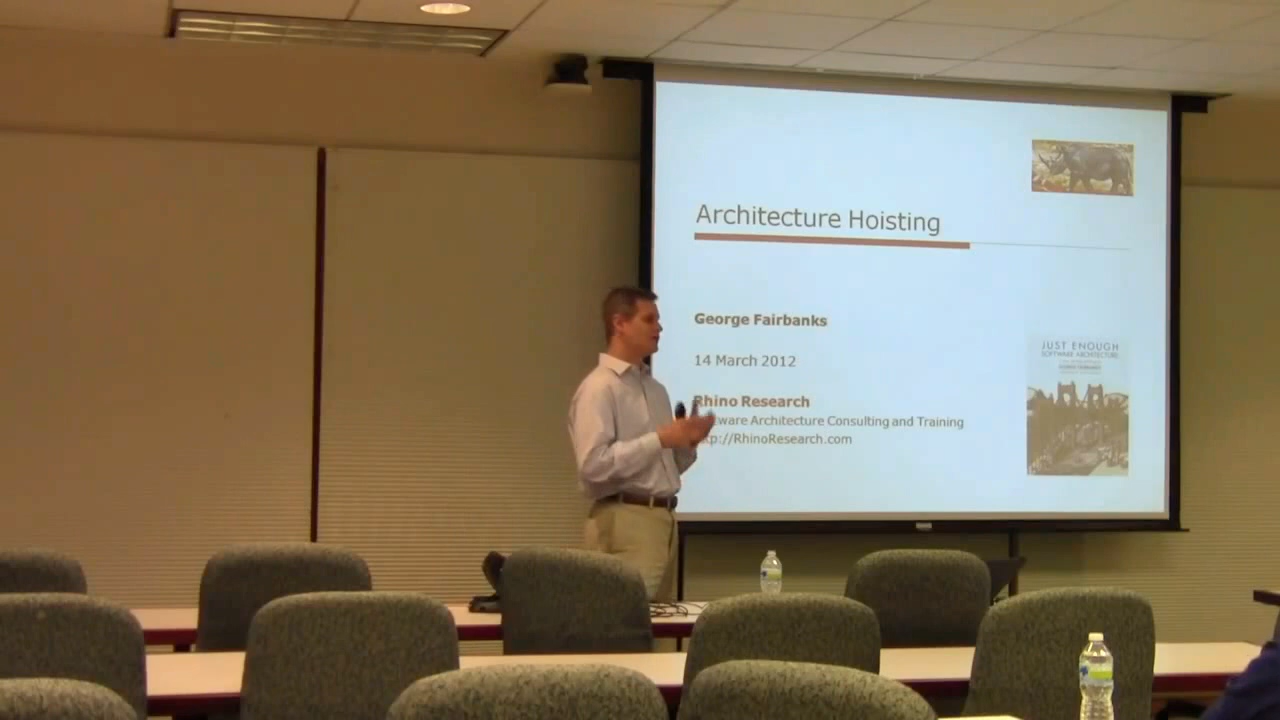 Architecture Hoisting
George Fairbanks
14 March 2012
Rhino Research
ware Architecture Consulting and Training
p://RhinoResearch.com
JUST ENOUGH
SOFTWARE ARCHITECTURE